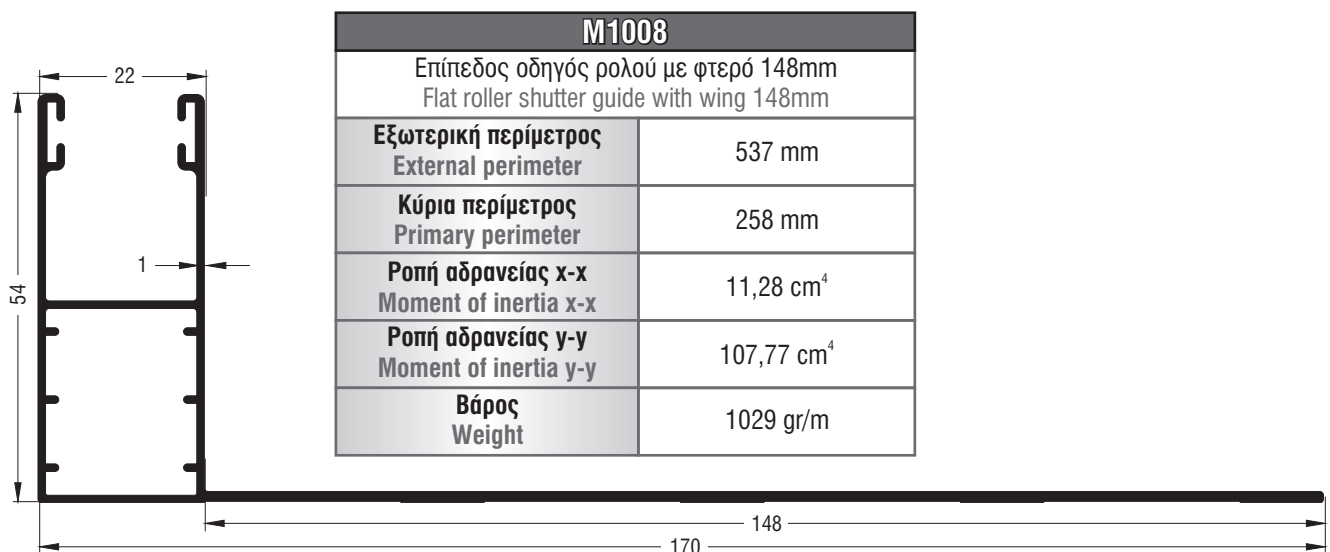 M1008
Επίπεδος οδηγός ρολού με φτερό 148mm
Flat roller shutter guide with wing 148mm
Εξωτερική περίμετρος
External perimeter
537 mm
Κύρια περίμετρος
Primary perimeter
258 mm
Ροπή αδρανείας x-x
Moment of inertia x-x
11,28 cm⁴
Ροπή αδρανείας y-y
Moment of inertia y-y
107,77 cm⁴
Βάρος
Weight
1029 gr/m
22
54
1
148
170